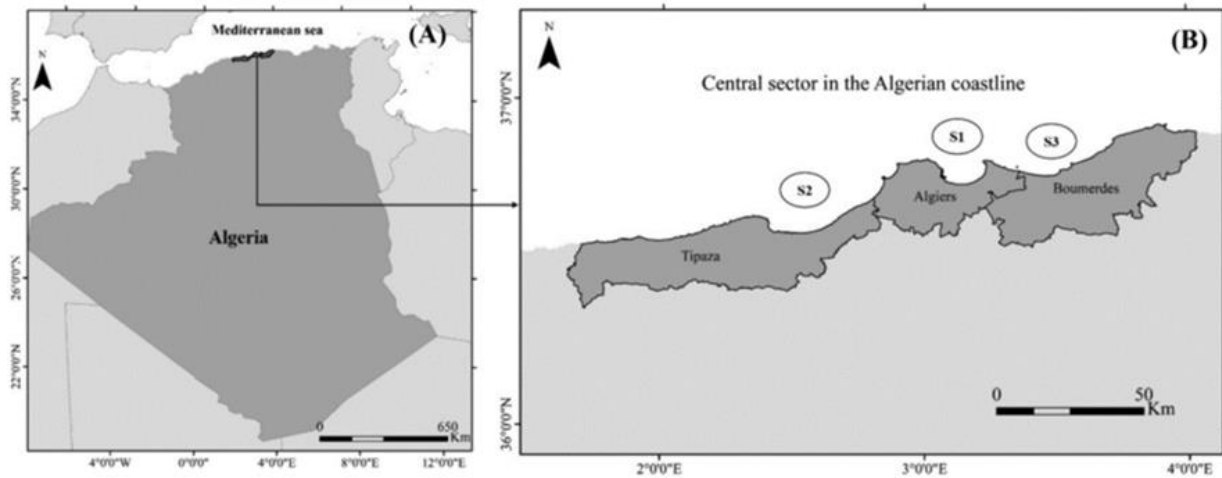 (A)
Mediterranean sea
N
34°0'0"N
30°0'0"N
26°0'0"N
22°0'0"N
Algeria
0 650
Km
4°0'0"W 0°0'0" 4°0'0"E 8°0'0"E 12°0'0"E
(B)
N
Central sector in the Algerian coastline
37°0'0"N
36°0'0"N
S1
S3
S2
Algiers
Boumerdes
Tipaza
0 50
Km
2°0'0"E 3°0'0"E 4°0'0"E